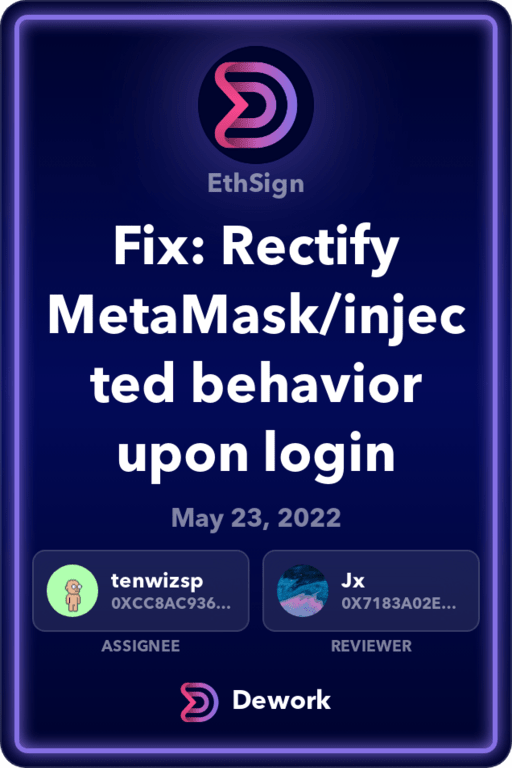 EthSign
Fix: Rectify
MetaMask/injec
ted behavior
upon login
May 23, 2022
tenwizsp
0XCC8AC936...
ASSIGNEE
Jx
0X7183A02E...
REVIEWER
Dework